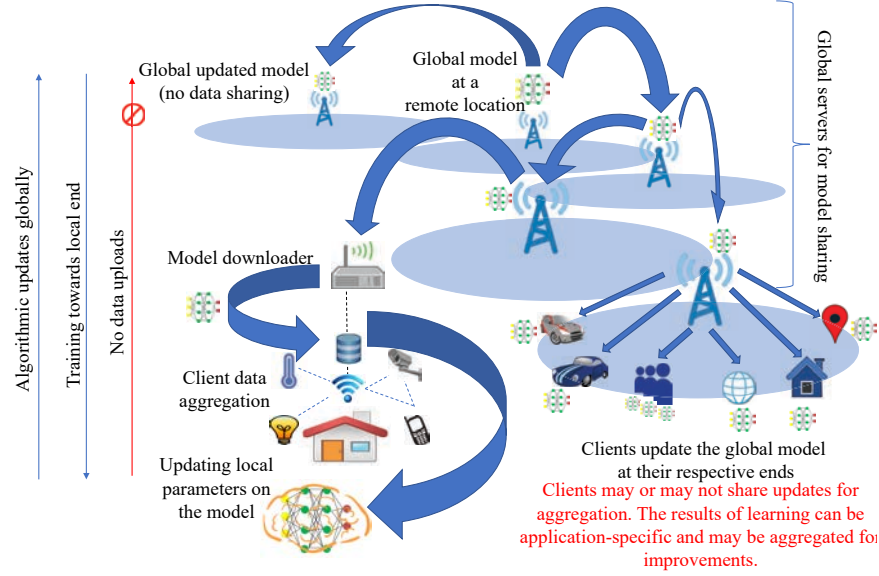 Global updated model
(no data sharing)
Global model
at a
remote location
Global servers for model sharing
Algorithmic updates globally
Training towards local end
No data uploads
Model downloader
Client data
aggregation
Updating local
parameters on
the model
Clients update the global model
at their respective ends
Clients may or may not share updates for
aggregation. The results of learning can be
application-specific and may be aggregated for
improvements.